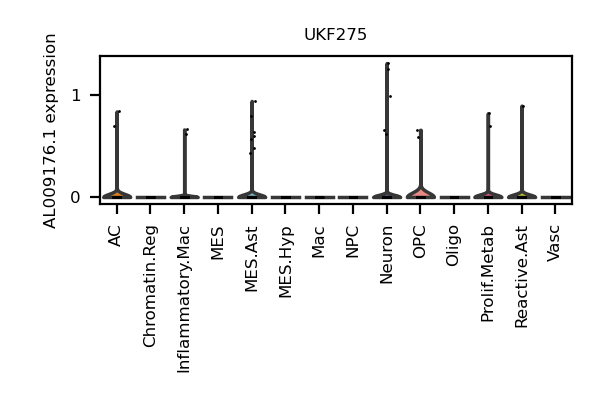 UKF275
AL009176.1 expression
1
0
AC
Chromatin.Reg
Inflammatory.Mac
MES
MES.Ast
MES.Hyp
Mac
NPC
Neuron
OPC
Oligo
Prolif.Metab
Reactive.Ast
Vasc